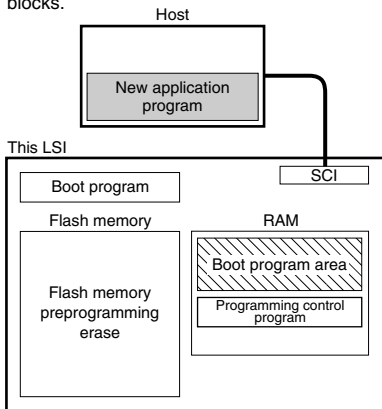 blocks.
Host
New application
program
This LSI
SCI
Boot program
Flash memory
RAM
Boot program area
Flash memory
preprogramming
erase
Programming control
program